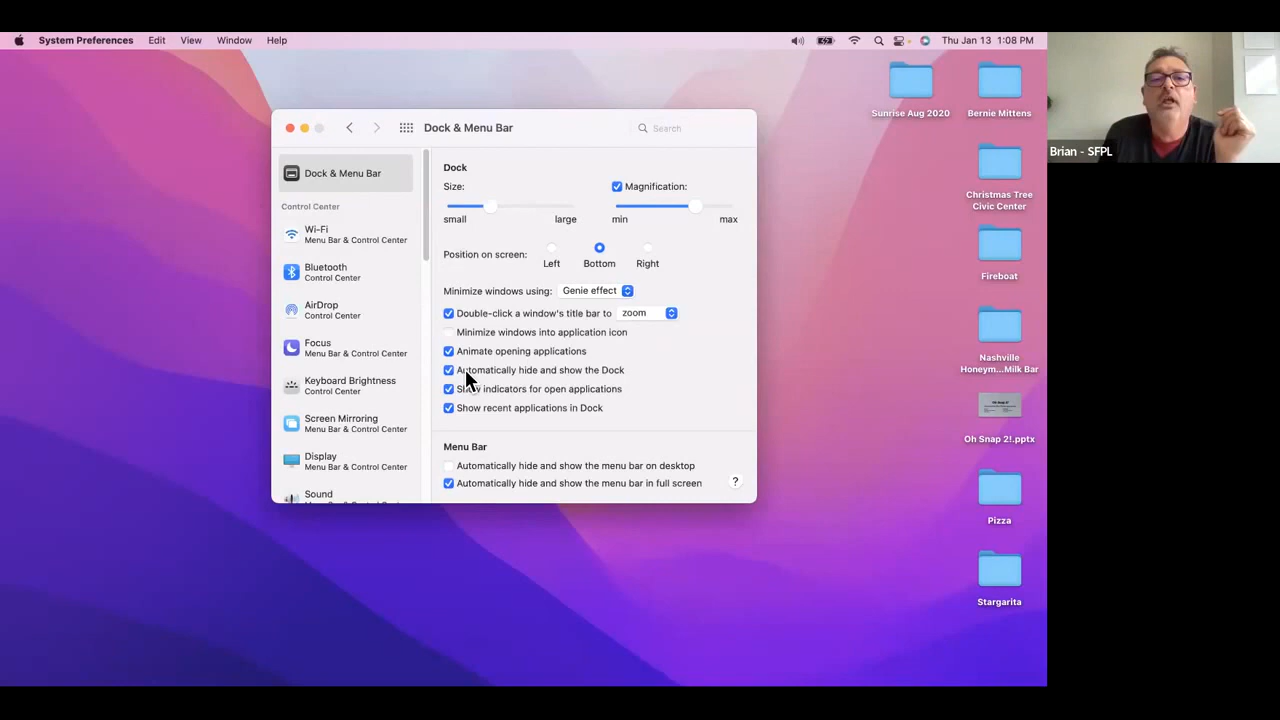 System Preferences Edit View Window Help
Thu Jan 13 1:08 PM
Dock & Menu Bar
Search
Dock & Menu Bar
Control Center
Wi-Fi
Menu Bar & Control Center
Bluetooth
Control Center
AirDrop
Control Center
Focus
Menu Bar & Control Center
Keyboard Brightness
Control Center
Screen Mirroring
Menu Bar & Control Center
Display
Menu Bar & Control Center
Sound
Dock
Size:
small large
Magnification:
min max
Position on screen:
Left Bottom Right
Minimize windows using: Genie effect
Double-click a window's title bar to zoom
Minimize windows into application icon
Animate opening applications
Automatically hide and show the Dock
Show indicators for open applications
Show recent applications in Dock
Menu Bar
Automatically hide and show the menu bar on desktop
Automatically hide and show the menu bar in full screen
?
Sunrise Aug 2020
Bernie Mittens
Christmas Tree
Civic Center
Fireboat
Nashville
Honeym...Milk Bar
Oh Snap 2!.pptx
Pizza
Stargarita
Brian - SFPL